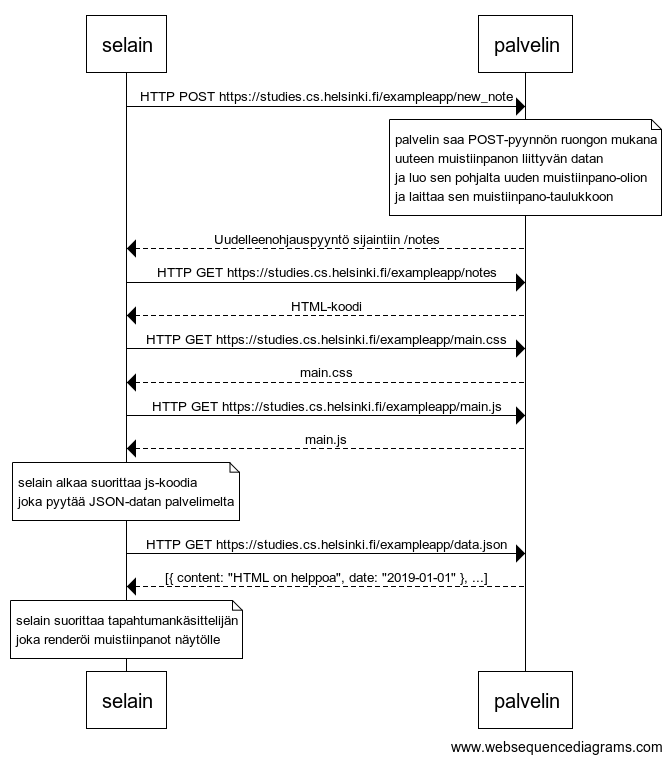 selain
palvelin
HTTP POST https://studies.cs.helsinki.fi/exampleapp/new_note
palvelin saa POST-pyynnön ruongon mukana
uuteen muistiinpanon liittyvän datan
ja luo sen pohjalta uuden muistiinpano-olion
ja laittaa sen muistiinpano-taulukkoon
Uudelleenohjauspyyntö sijaintiin /notes
HTTP GET https://studies.cs.helsinki.fi/exampleapp/notes
HTML-koodi
HTTP GET https://studies.cs.helsinki.fi/exampleapp/main.css
main.css
HTTP GET https://studies.cs.helsinki.fi/exampleapp/main.js
main.js
selain alkaa suorittaa js-koodia
joka pyytää JSON-datan palvelimelta
HTTP GET https://studies.cs.helsinki.fi/exampleapp/data.json
[{ content: "HTML on helppoa", date: "2019-01-01" }, ...]
selain suorittaa tapahtumankäsittelijän
joka renderöi muistiinpanot näytölle
selain
palvelin
www.websequencediagrams.com